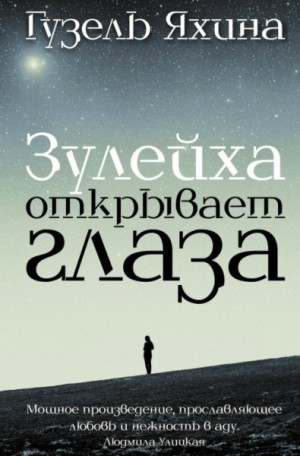 Гузель Яхина
Зулейха
открывает
глаза
Мощное произведение, прославляющее
любовь и нежность в аду.
Людмила Улицкая